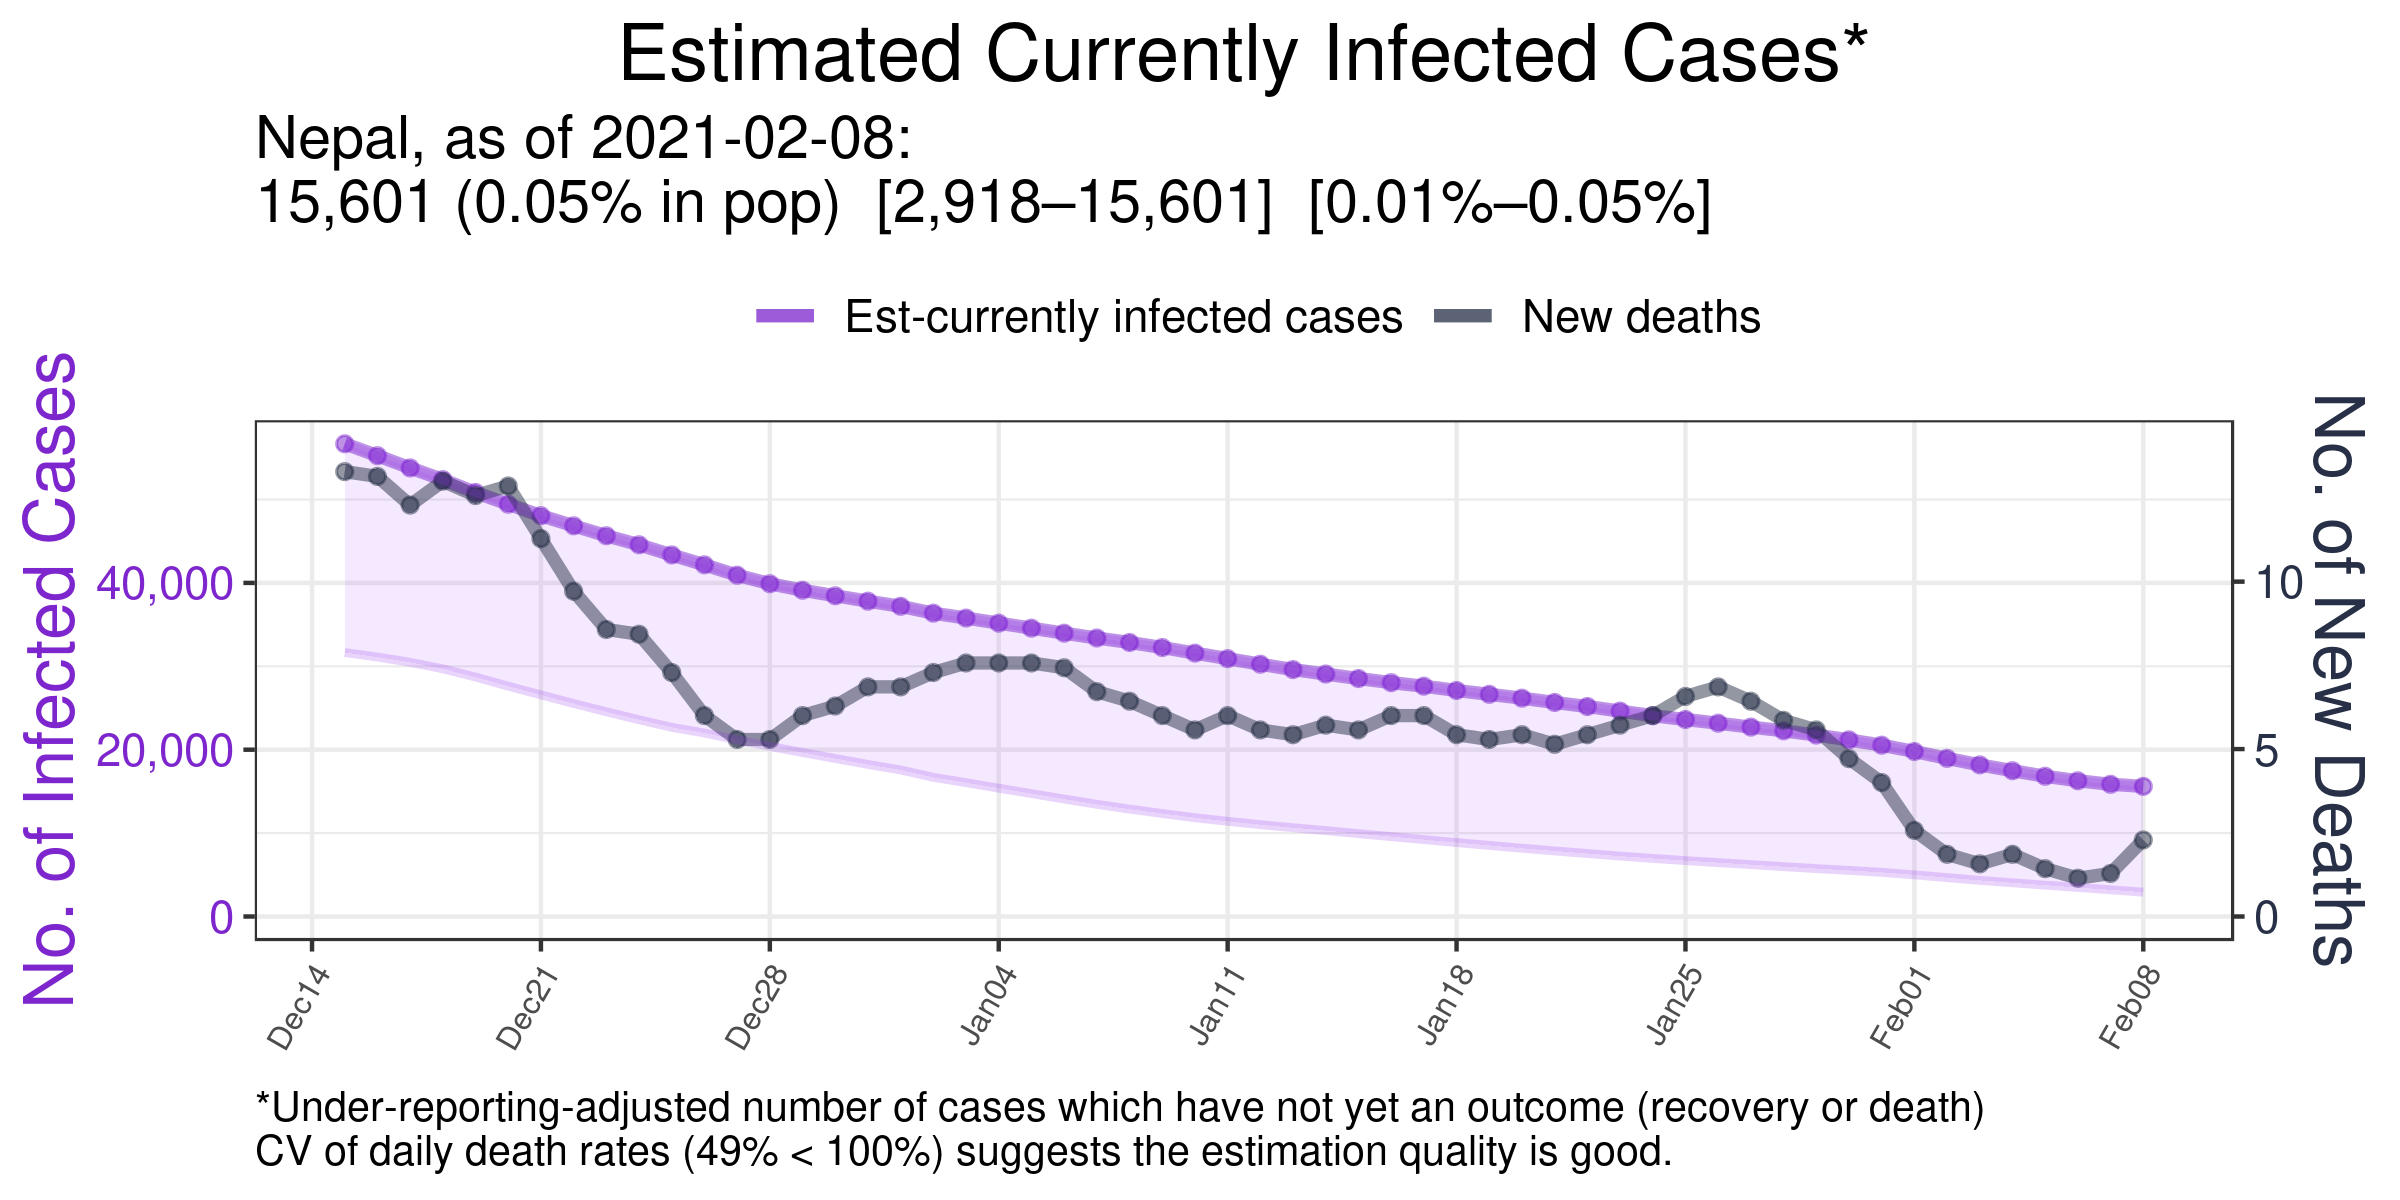 Estimated Currently Infected Cases*
Nepal, as of 2021-02-08:
15,601 (0.05% in pop)  [2,918–15,601]  [0.01%–0.05%]
Est-currently infected cases
New deaths
No. of Infected Cases
40,000
20,000
0
No. of New Deaths
10
5
0
Dec14
Dec21
Dec28
Jan04
Jan11
Jan18
Jan25
Feb01
Feb08
*Under-reporting-adjusted number of cases which have not yet an outcome (recovery or death)
CV of daily death rates (49% < 100%) suggests the estimation quality is good.